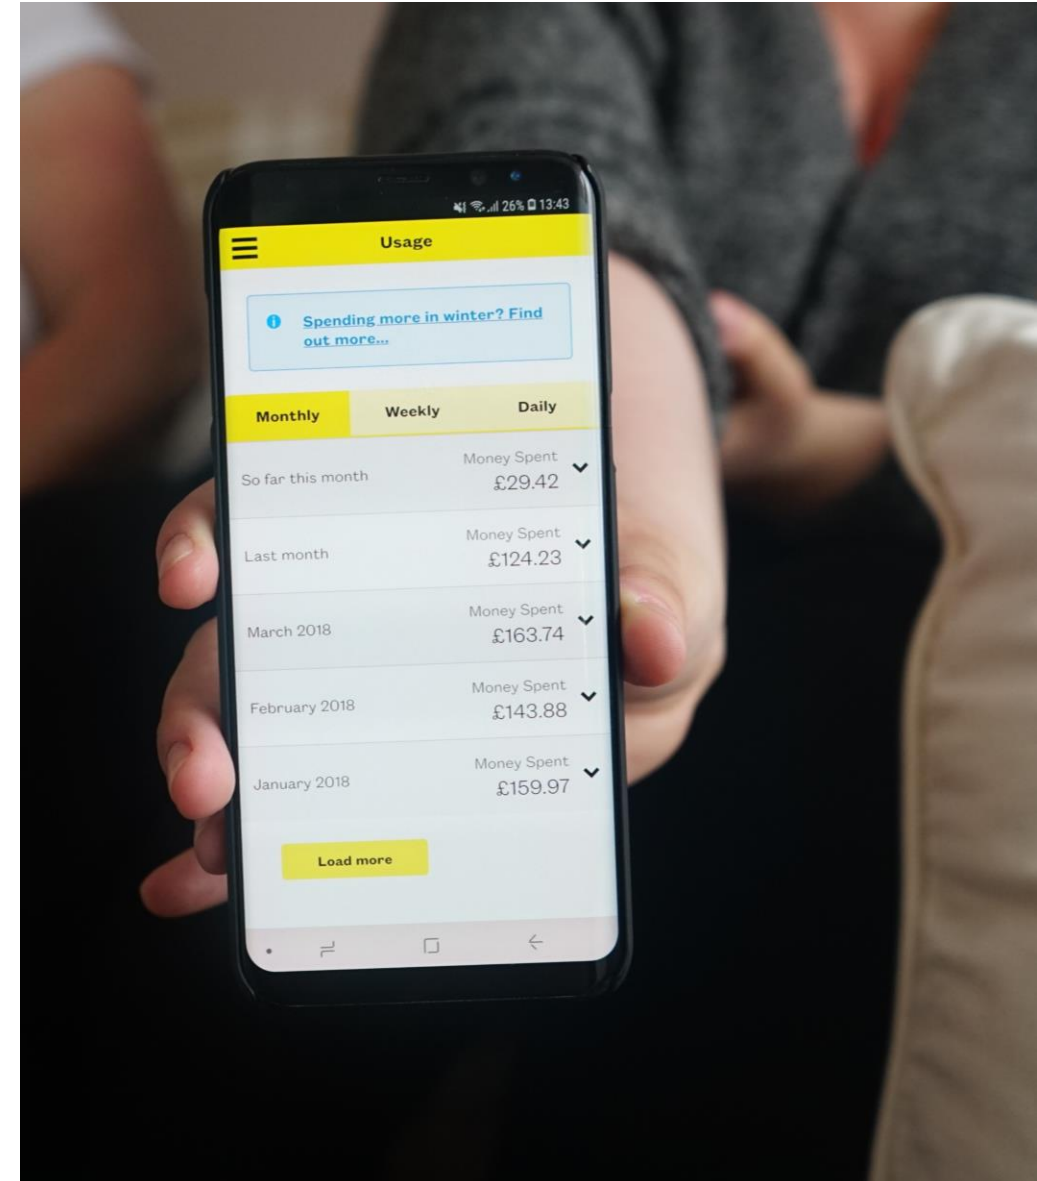 26% 13:43
Usage
Spending more in winter? Find
out more...
Monthly Weekly Daily
So far this month
Money Spent
£29.42
Last month
Money Spent
£124.23
March 2018
Money Spent
£163.74
February 2018
Money Spent
£143.88
January 2018
Money Spent
£159.97
Load more